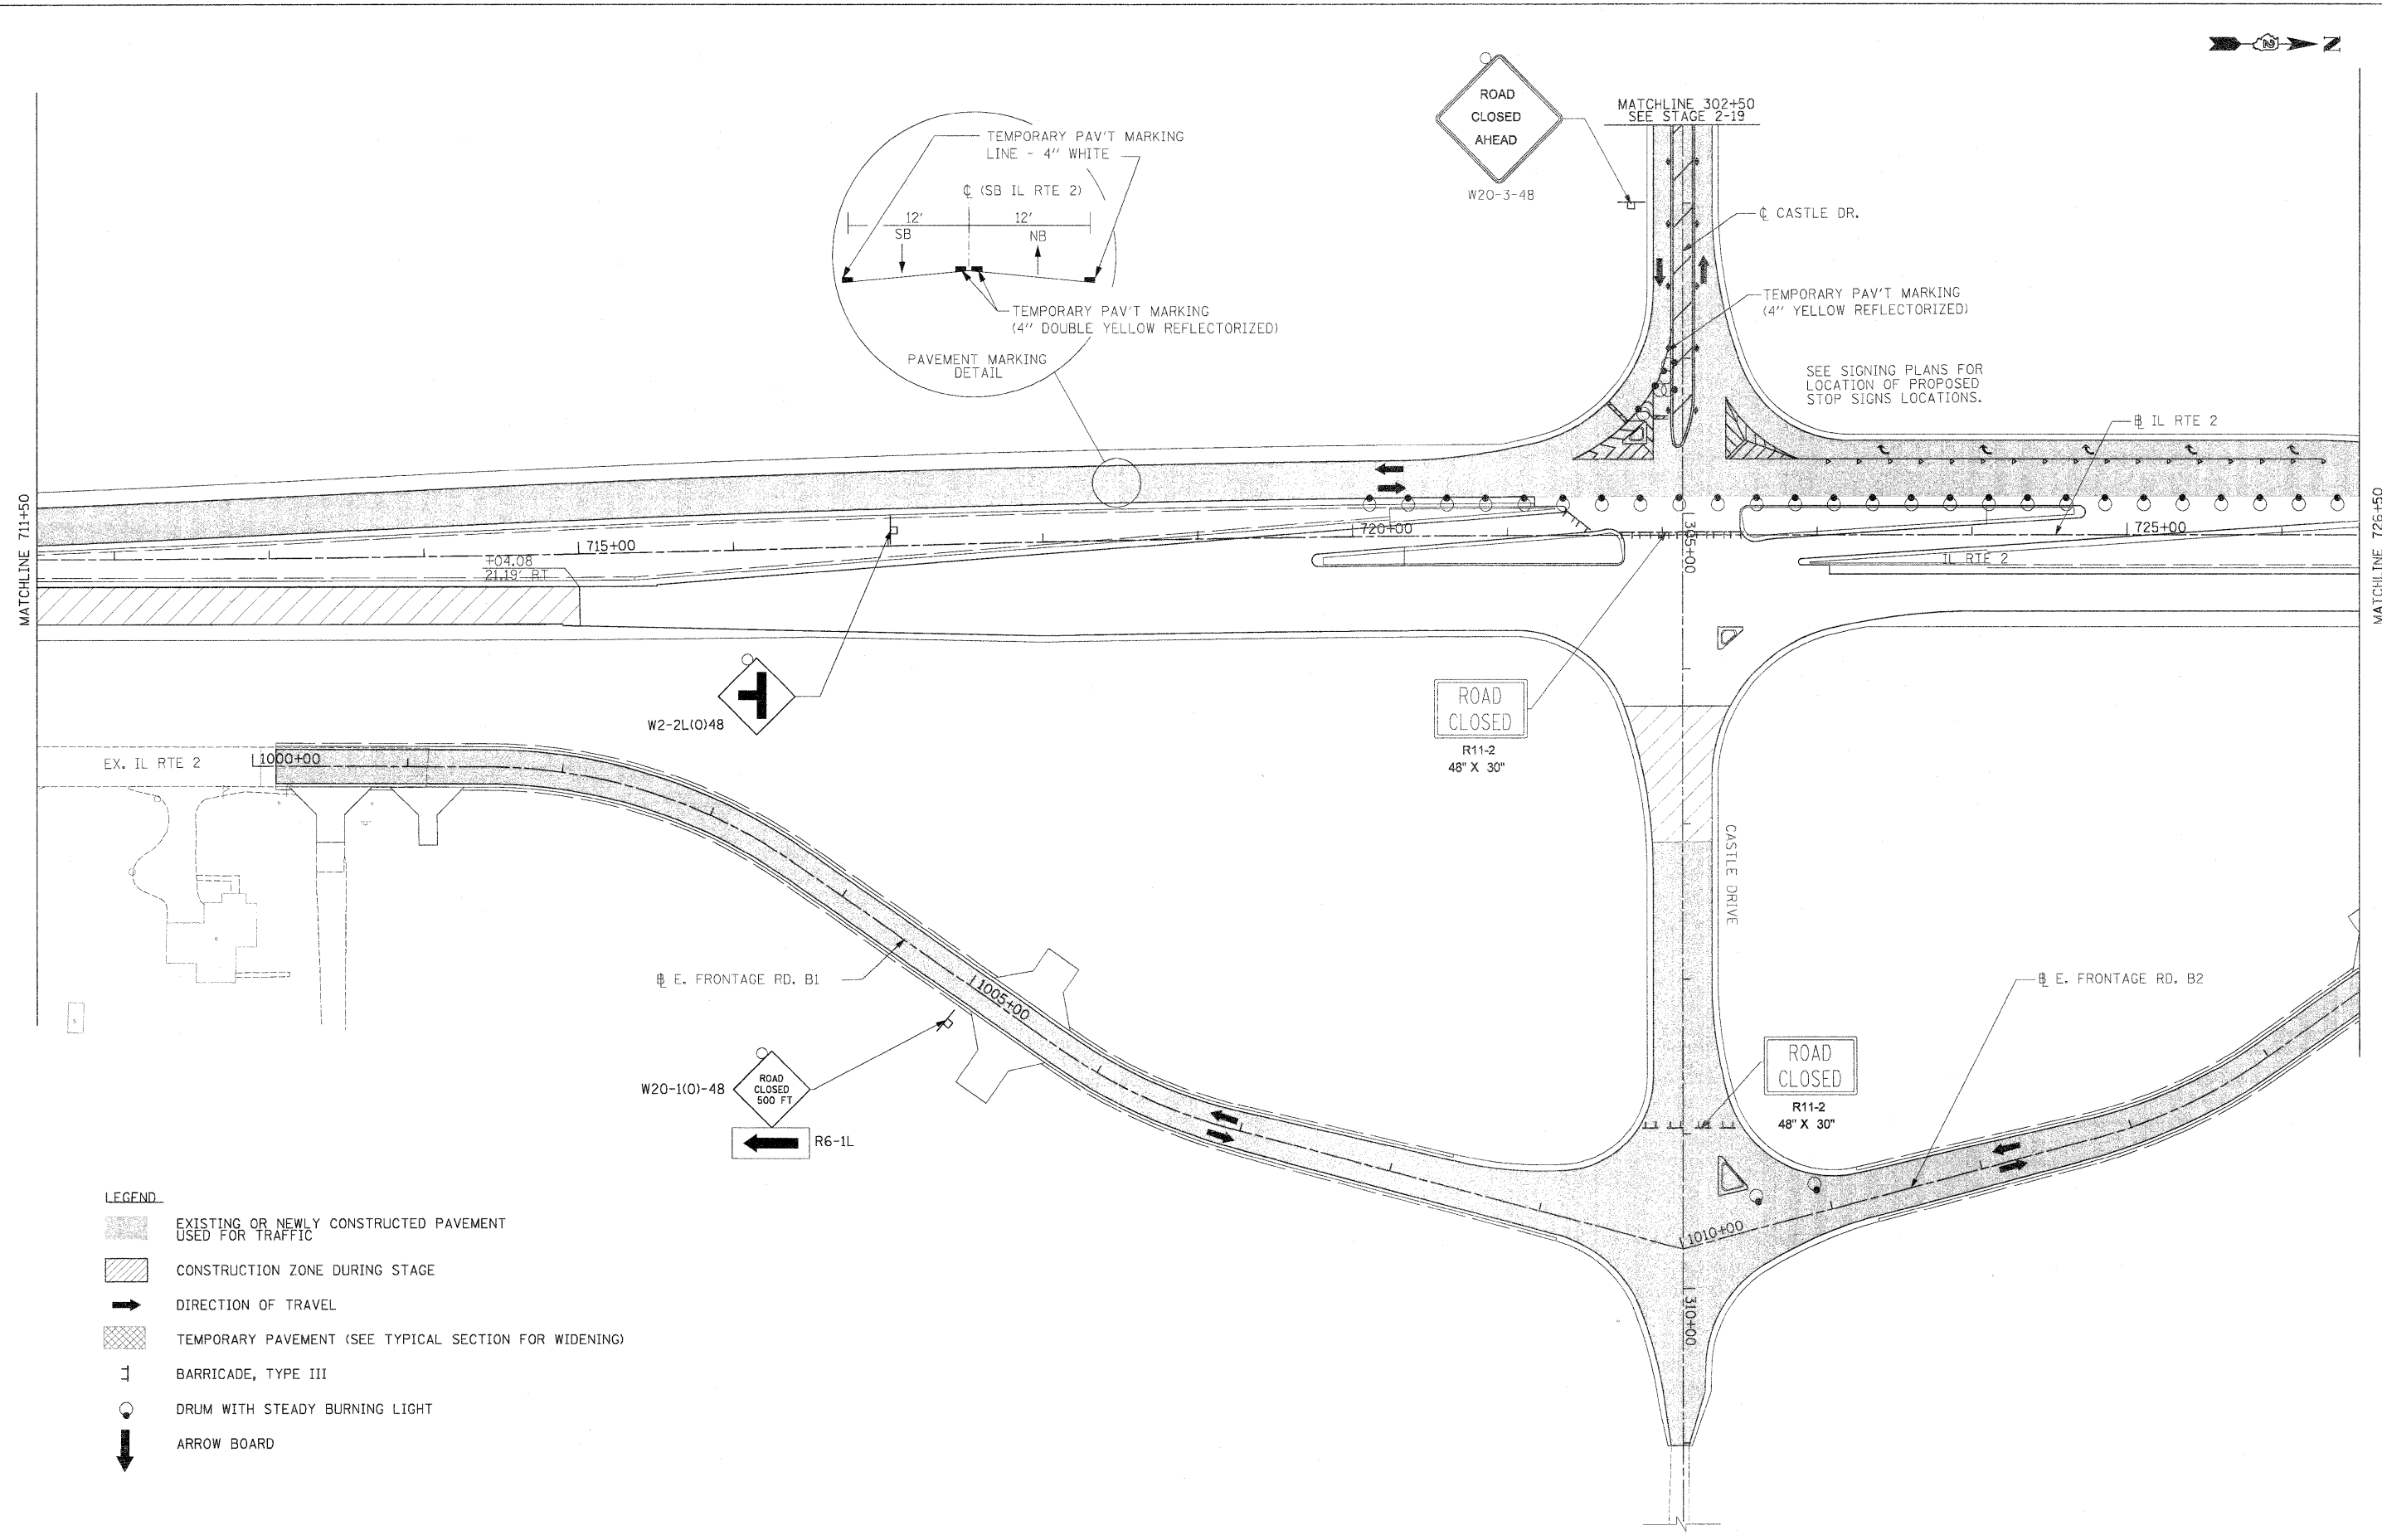 N
2
ROAD
CLOSED
AHEAD
W20-3-48
MATCHLINE 302+50
SEE STAGE 2-19
TEMPORARY PAV'T MARKING
LINE - 4" WHITE
℄ (SB IL RTE 2)
12'
12'
SB
NB
TEMPORARY PAV'T MARKING
(4" DOUBLE YELLOW REFLECTORIZED)
PAVEMENT MARKING
DETAIL
℄ CASTLE DR.
TEMPORARY PAV'T MARKING
(4" YELLOW REFLECTORIZED)
SEE SIGNING PLANS FOR
LOCATION OF PROPOSED
STOP SIGNS LOCATIONS.
BL IL RTE 2
MATCHLINE 711+50
MATCHLINE 726+50
715+00
720+00
725+00
305+00
+04.08
21.19' RT
IL RTE 2
W2-2L(O)48
ROAD
CLOSED
R11-2
48" X 30"
EX. IL RTE 2
1000+00
CASTLE DRIVE
BL E. FRONTAGE RD. B1
1005+00
BL E. FRONTAGE RD. B2
W20-1(O)-48
ROAD
CLOSED
500 FT
R6-1L
ROAD
CLOSED
R11-2
48" X 30"
1010+00
310+00
LEGEND
EXISTING OR NEWLY CONSTRUCTED PAVEMENT
USED FOR TRAFFIC
CONSTRUCTION ZONE DURING STAGE
DIRECTION OF TRAVEL
TEMPORARY PAVEMENT (SEE TYPICAL SECTION FOR WIDENING)
BARRICADE, TYPE III
DRUM WITH STEADY BURNING LIGHT
ARROW BOARD